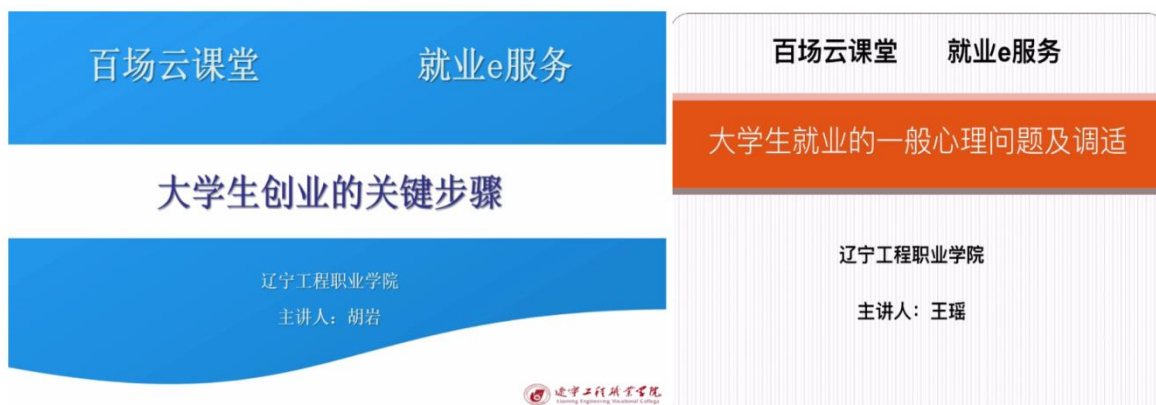 百场云课堂 就业e服务
大学生创业的关键步骤
辽宁工程职业学院
主讲人：胡岩
辽宁工程职业学院
Liaoning Engineering Vocational College
百场云课堂 就业e服务
大学生就业的一般心理问题及调适
辽宁工程职业学院
主讲人：王瑶